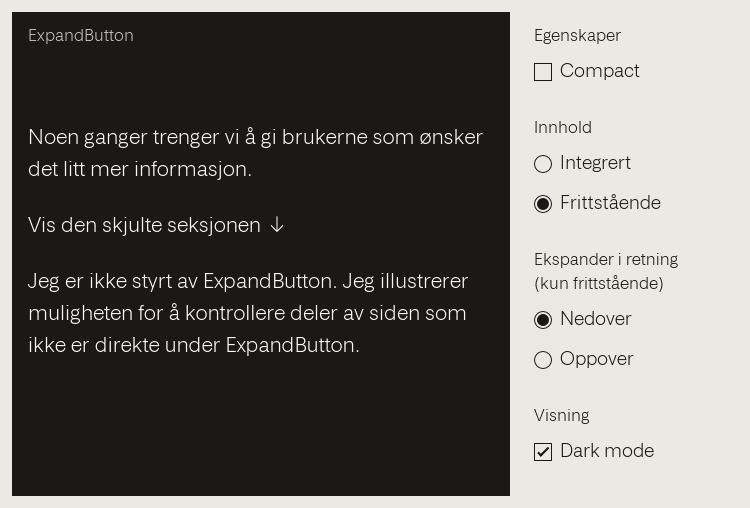 ExpandButton
Noen ganger trenger vi å gi brukerne som ønsker
det litt mer informasjon.
Vis den skjulte seksjonen ↓
Jeg er ikke styrt av ExpandButton. Jeg illustrerer
muligheten for å kontrollere deler av siden som
ikke er direkte under ExpandButton.
Egenskaper
Compact
Innhold
Integrert
Frittstående
Ekspander i retning
(kun frittstående)
Nedover
Oppover
Visning
Dark mode